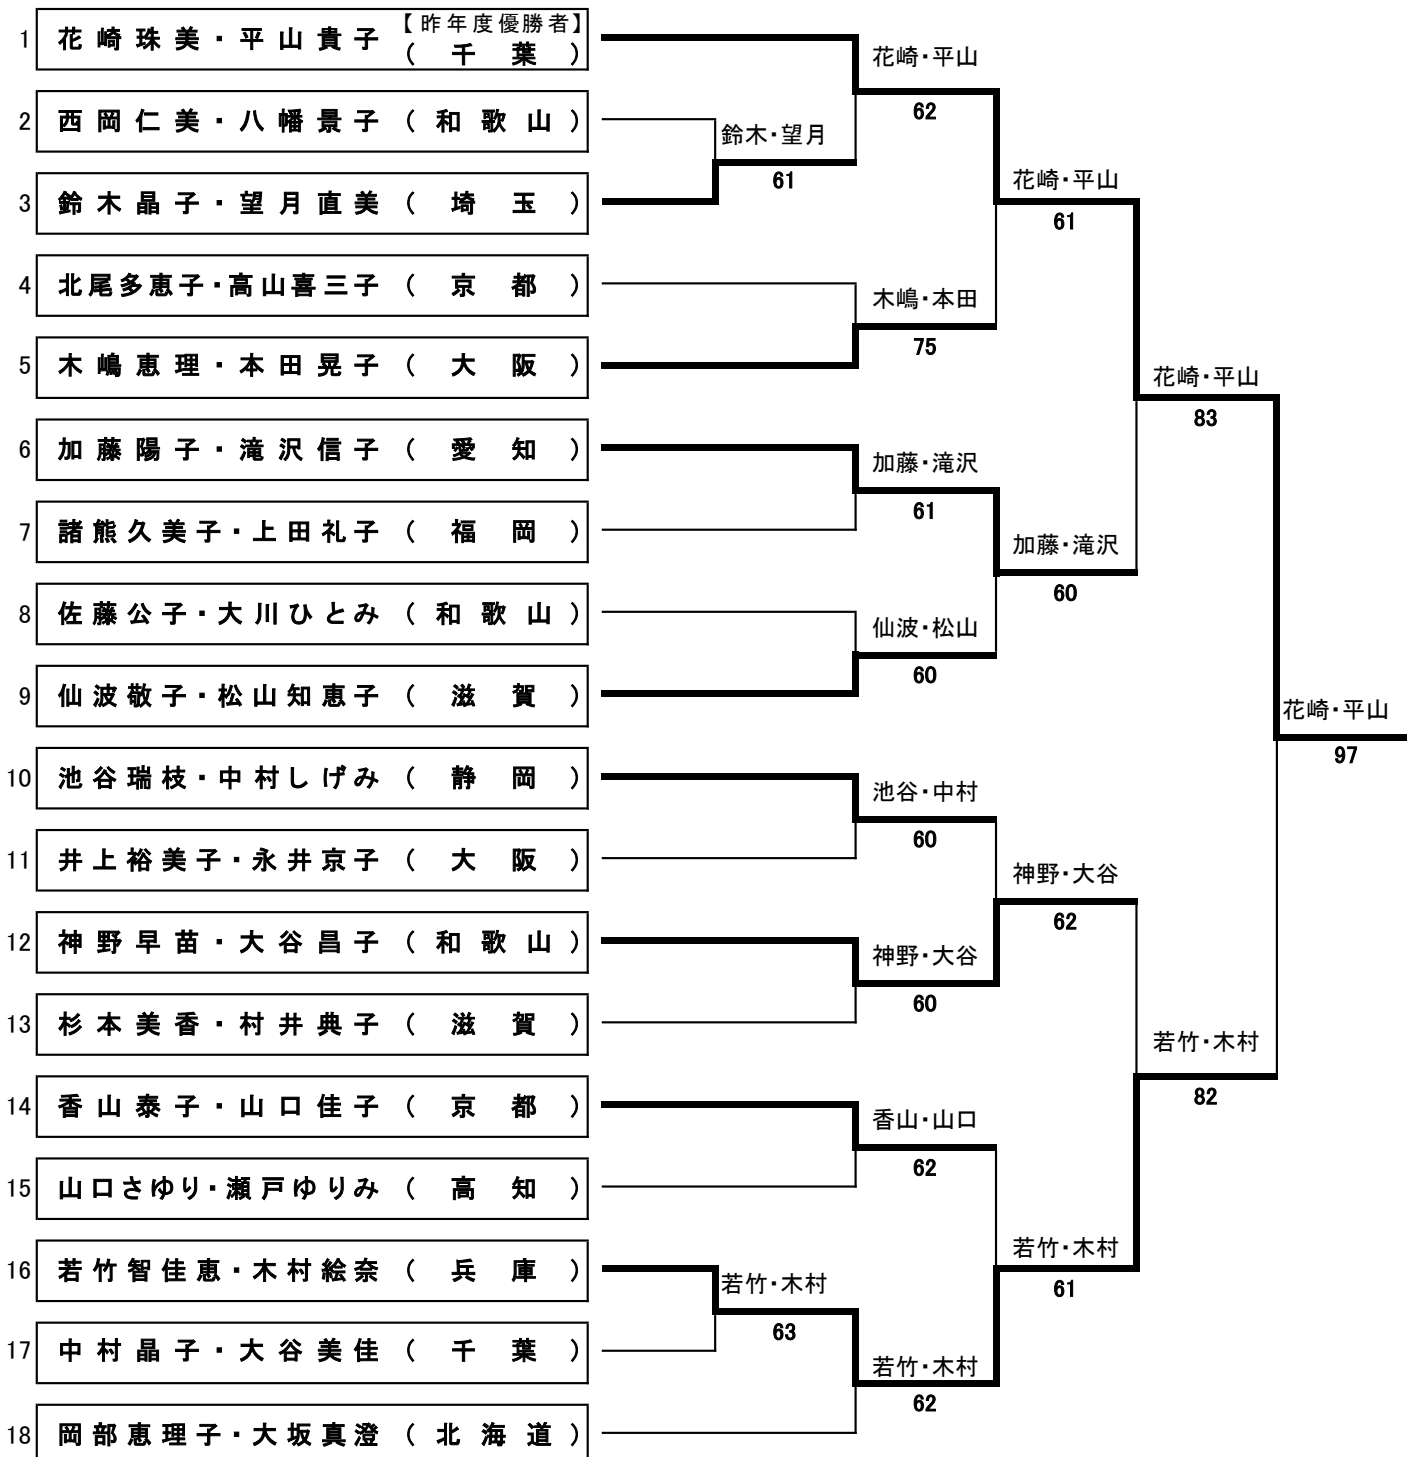 1 花崎珠美・平山貴子 【昨年度優勝者】 (千葉)
花崎・平山
62
2 西岡仁美・八幡景子 (和歌山)
鈴木・望月
61
花崎・平山
61
3 鈴木晶子・望月直美 (埼玉)
4 北尾多恵子・高山喜三子 (京都)
木嶋・本田
75
5 木嶋恵理・本田晃子 (大阪)
花崎・平山
83
6 加藤陽子・滝沢信子 (愛知)
加藤・滝沢
61
7 諸熊久美子・上田礼子 (福岡)
加藤・滝沢
60
8 佐藤公子・大川ひとみ (和歌山)
仙波・松山
60
9 仙波敬子・松山知恵子 (滋賀)
花崎・平山
97
10 池谷瑞枝・中村しげみ (静岡)
池谷・中村
60
11 井上裕美子・永井京子 (大阪)
神野・大谷
62
12 神野早苗・大谷昌子 (和歌山)
神野・大谷
60
13 杉本美香・村井典子 (滋賀)
若竹・木村
82
14 香山泰子・山口佳子 (京都)
香山・山口
62
15 山口さゆり・瀬戸ゆりみ (高知)
若竹・木村
61
16 若竹智佳恵・木村絵奈 (兵庫)
若竹・木村
63
17 中村晶子・大谷美佳 (千葉)
若竹・木村
62
18 岡部恵理子・大坂真澄 (北海道)